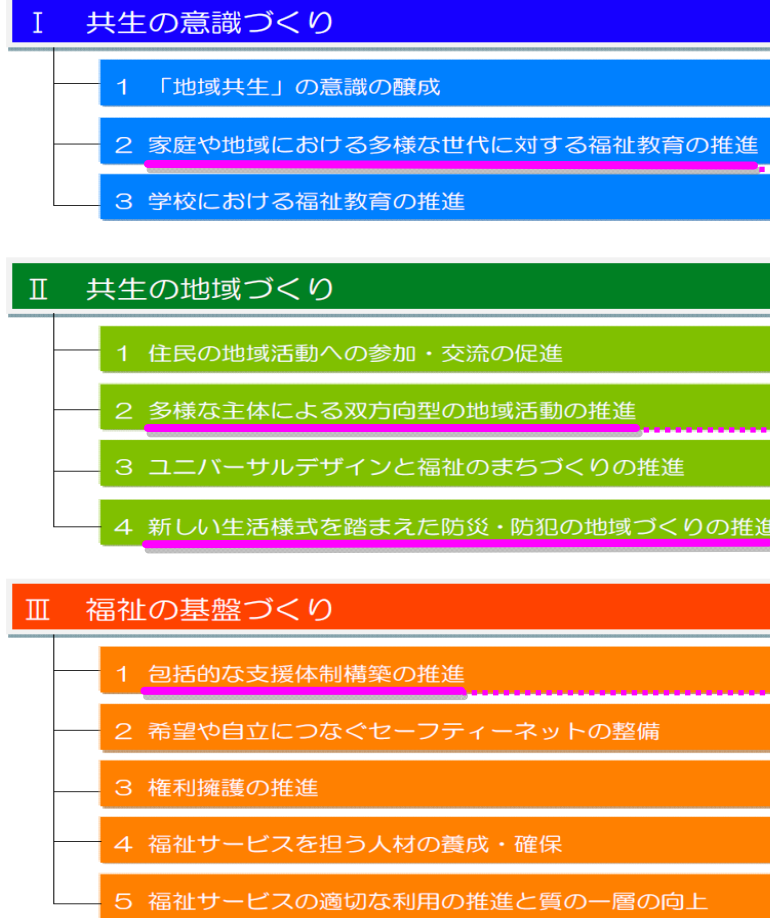 Ⅰ 共生の意識づくり
1 「地域共生」の意識の醸成
2 家庭や地域における多様な世代に対する福祉教育の推進
3 学校における福祉教育の推進
Ⅱ 共生の地域づくり
1 住民の地域活動への参加・交流の促進
2 多様な主体による双方向型の地域活動の推進
3 ユニバーサルデザインと福祉のまちづくりの推進
4 新しい生活様式を踏まえた防災・防犯の地域づくりの推進
Ⅲ 福祉の基盤づくり
1 包括的な支援体制構築の推進
2 希望や自立につなぐセーフティーネットの整備
3 権利擁護の推進
4 福祉サービスを担う人材の養成・確保
5 福祉サービスの適切な利用の推進と質の一層の向上